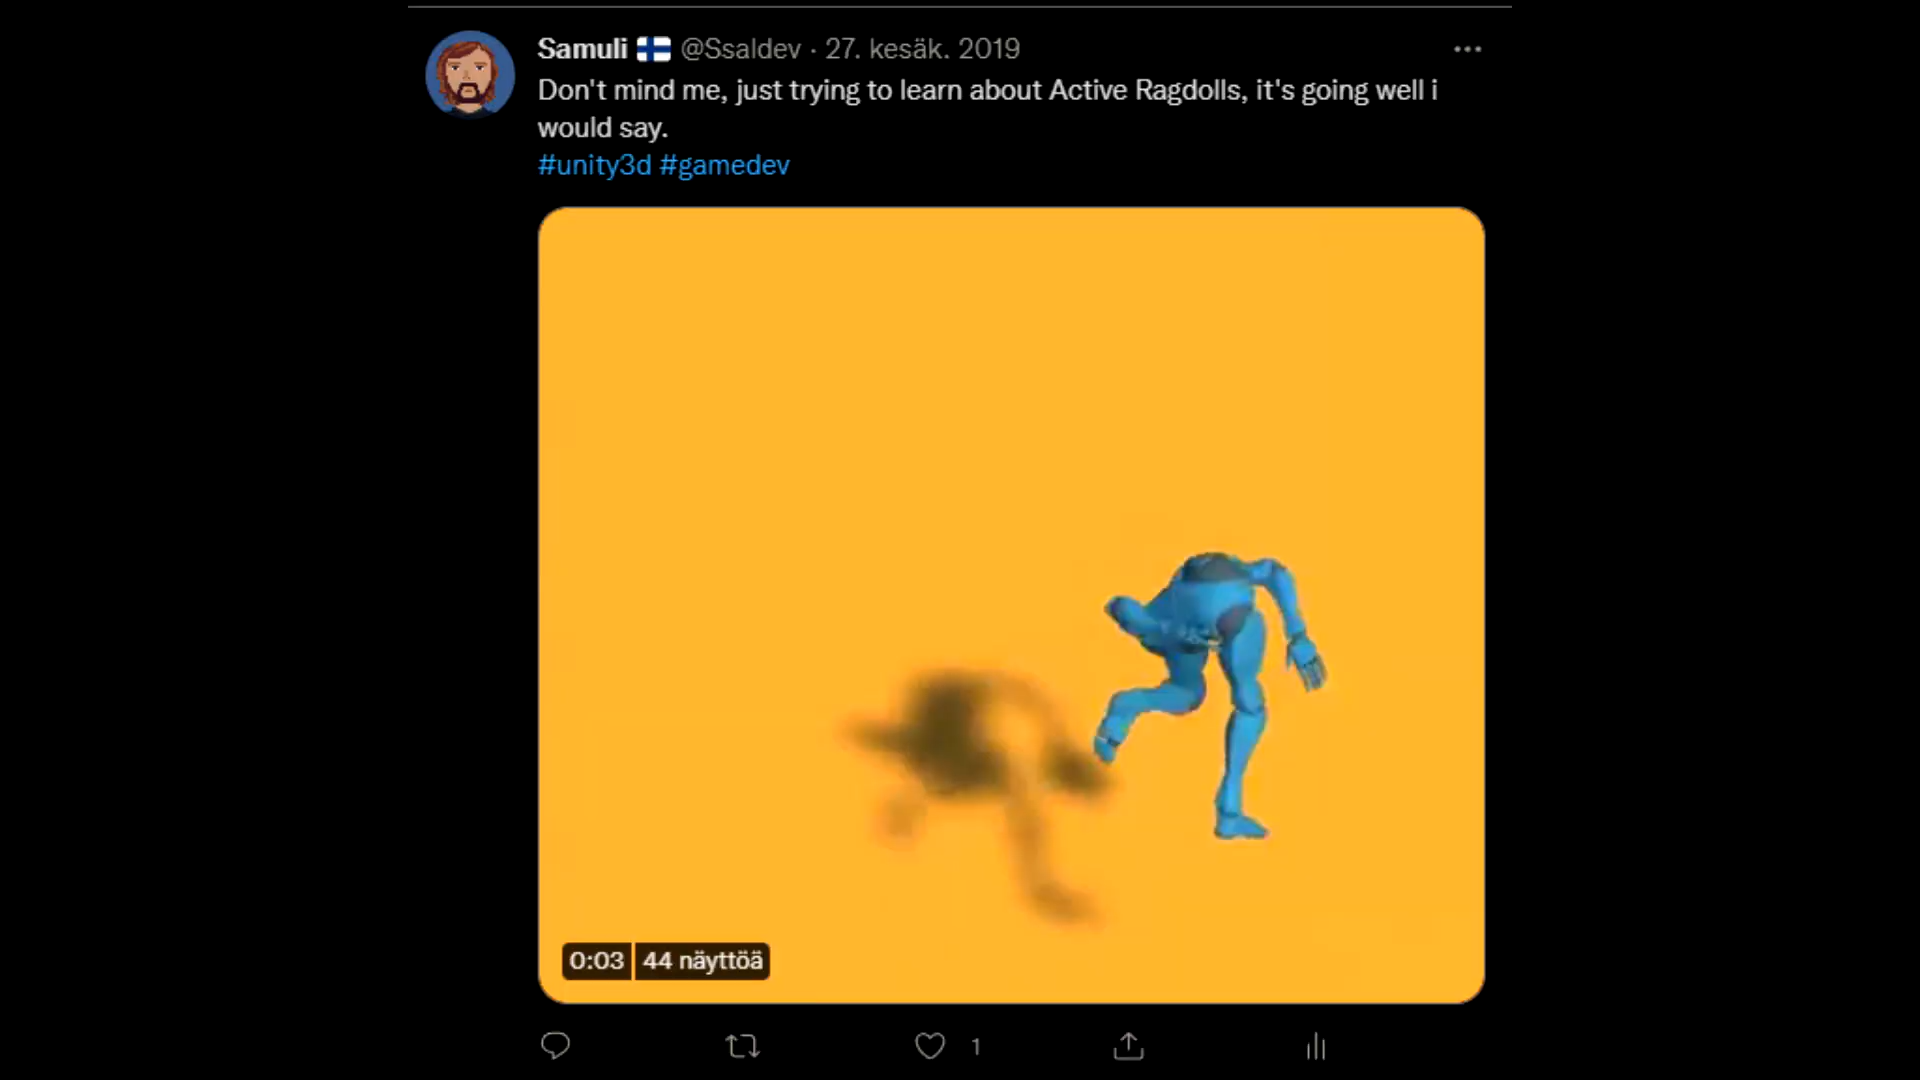 Samuli 🇫🇮 @Ssaldev · 27. kesäk. 2019
Don't mind me, just trying to learn about Active Ragdolls, it's going well i
would say.
#unity3d #gamedev
0:03 44 näyttöä
1